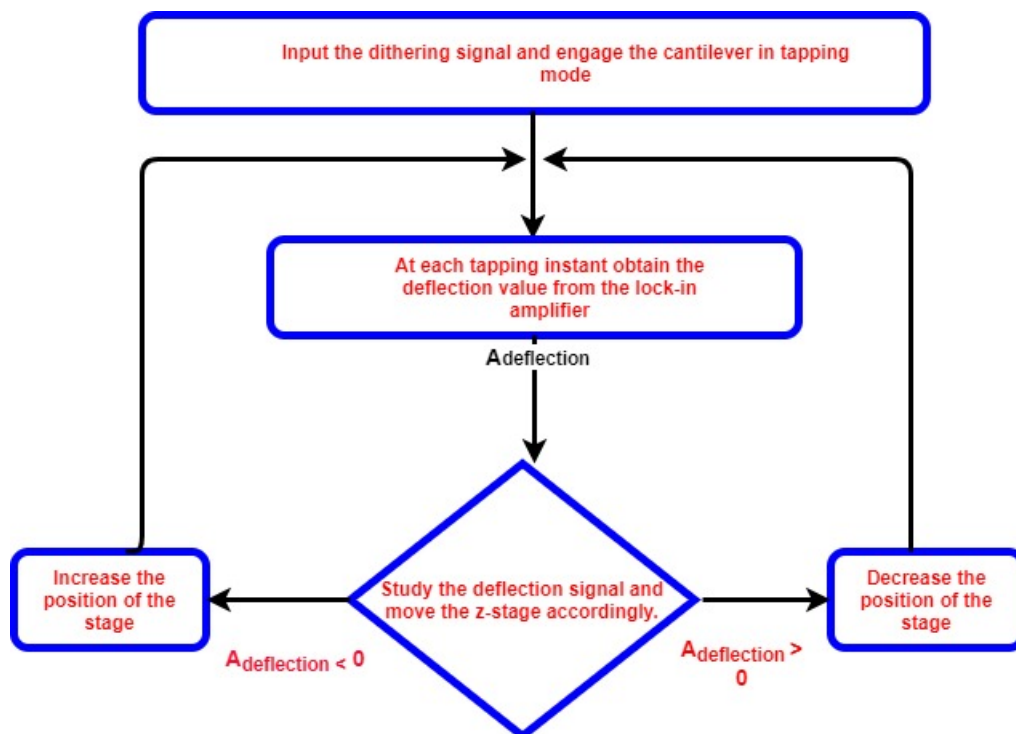 Input the dithering signal and engage the cantilever in tapping
mode
At each tapping instant obtain the
deflection value from the lock-in
amplifier
Adeflection
Study the deflection signal and
move the z-stage accordingly.
Increase the
position of the
stage
Adeflection < 0
Decrease the
position of the
stage
Adeflection >
0